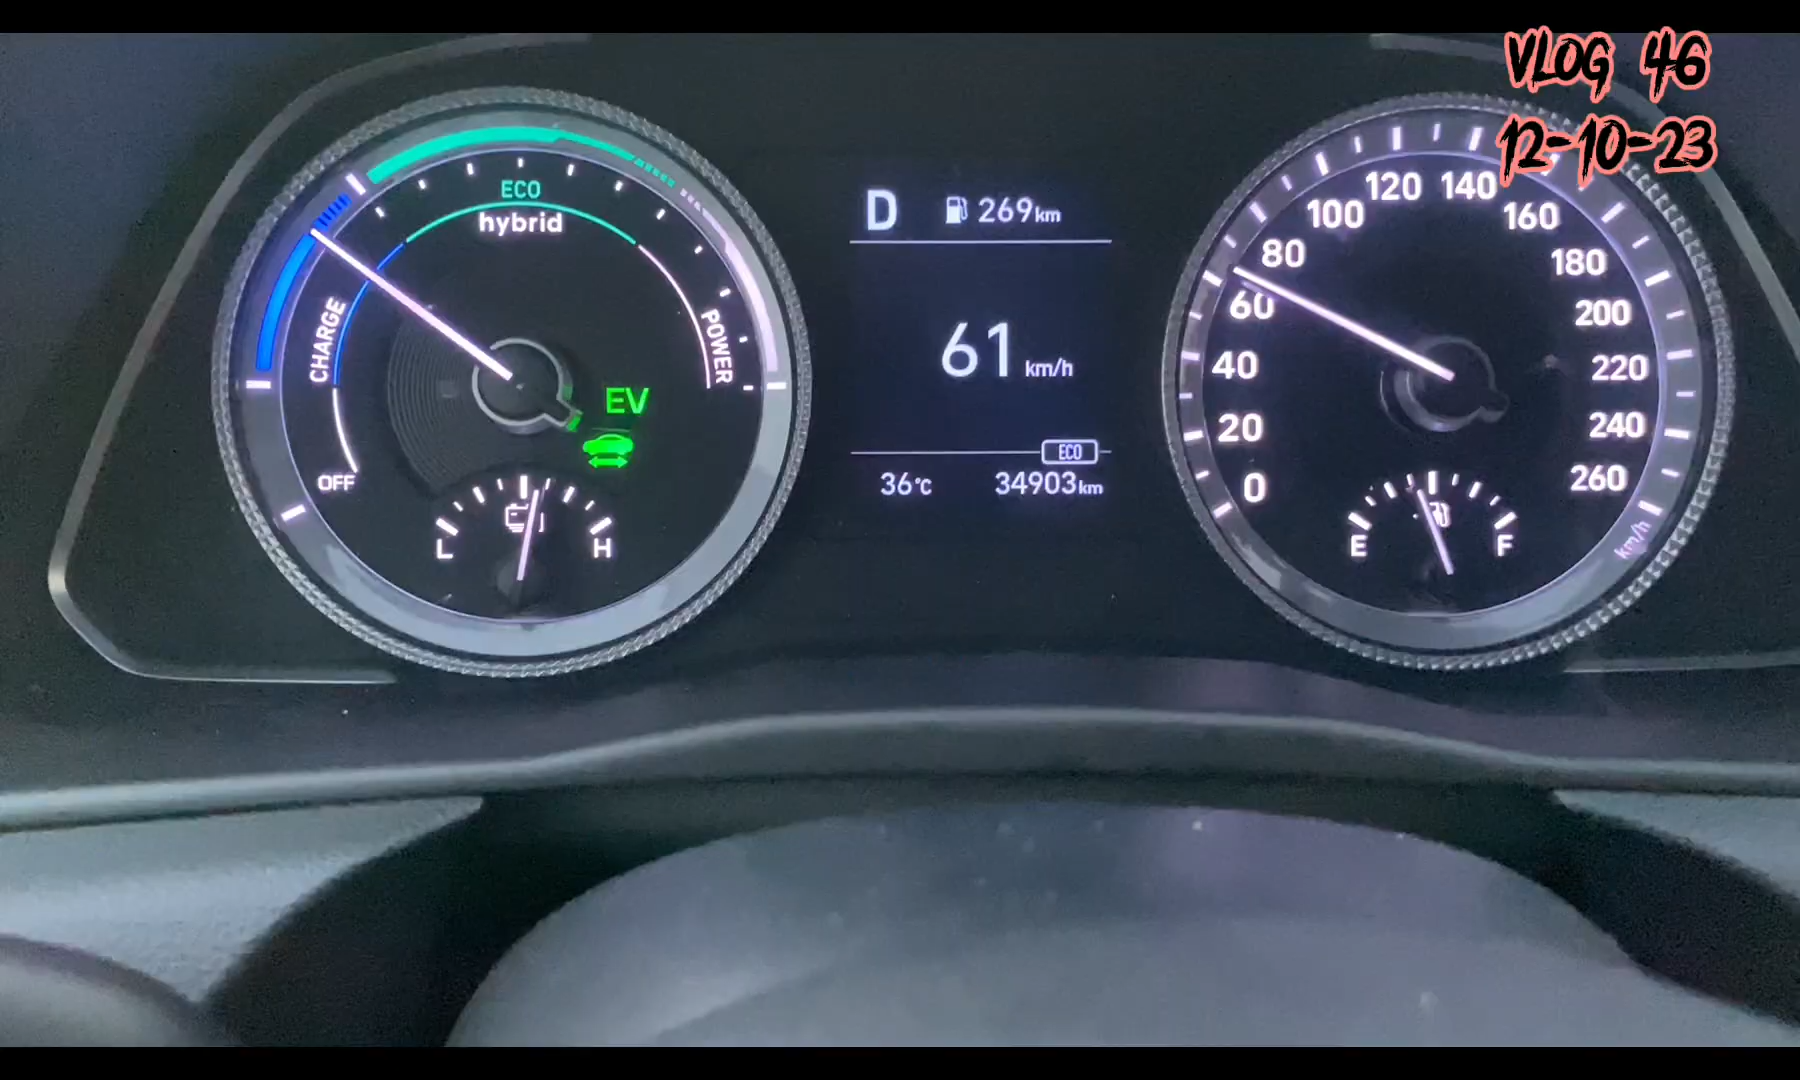 VLOG 46
12-10-23
ECO
hybrid
CHARGE
POWER
OFF
EV
L
H
D
269km
61 km/h
ECO
36°C
34903km
0
20
40
60
80
100
120
140
160
180
200
220
240
260
km/h
E
F